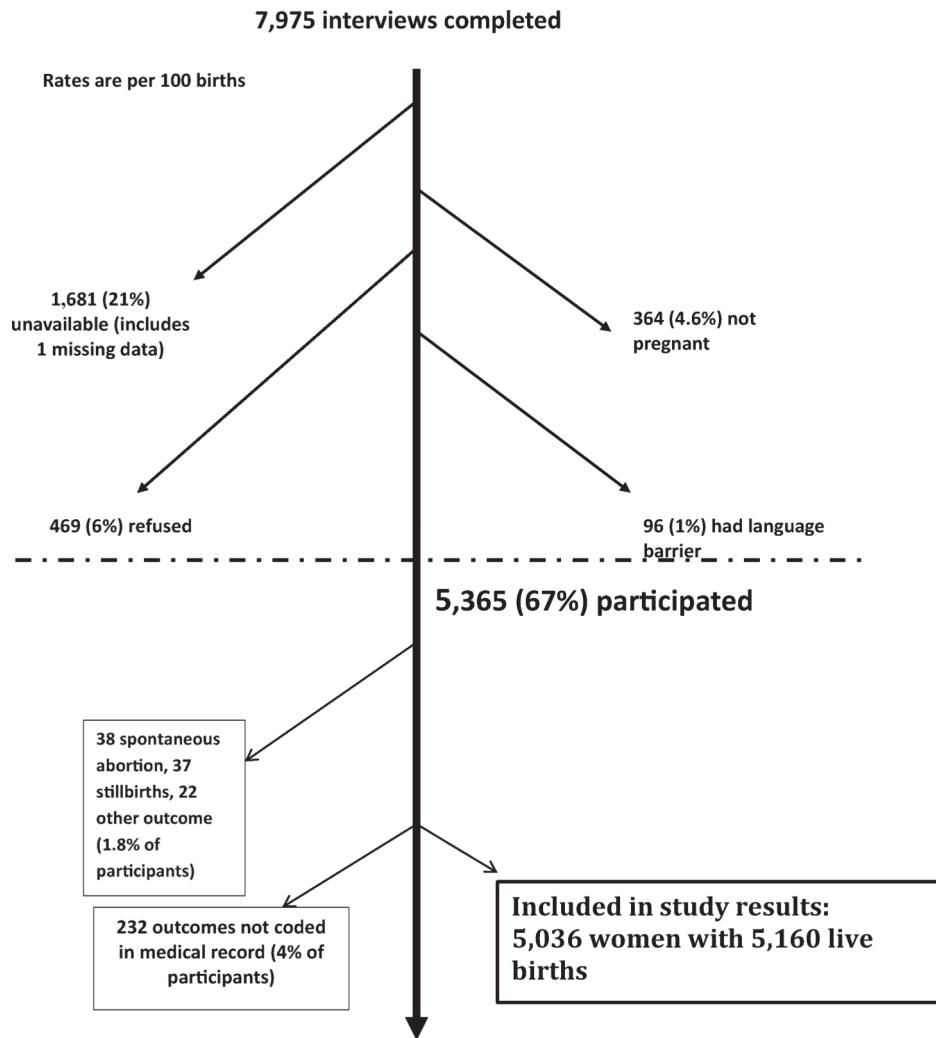 7,975 interviews completed
Rates are per 100 births
1,681 (21%)
unavailable (includes
1 missing data)
364 (4.6%) not
pregnant
469 (6%) refused
96 (1%) had language
barrier
5,365 (67%) participated
38 spontaneous
abortion, 37
stillbirths, 22
other outcome
(1.8% of
participants)
232 outcomes not coded
in medical record (4% of
participants)
Included in study results:
5,036 women with 5,160 live
births